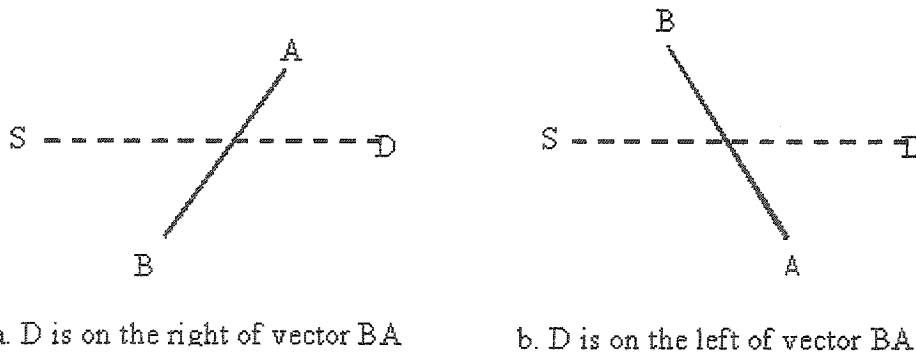 A
S
D
B
a. D is on the right of vector BA
B
S
D
A
b. D is on the left of vector BA